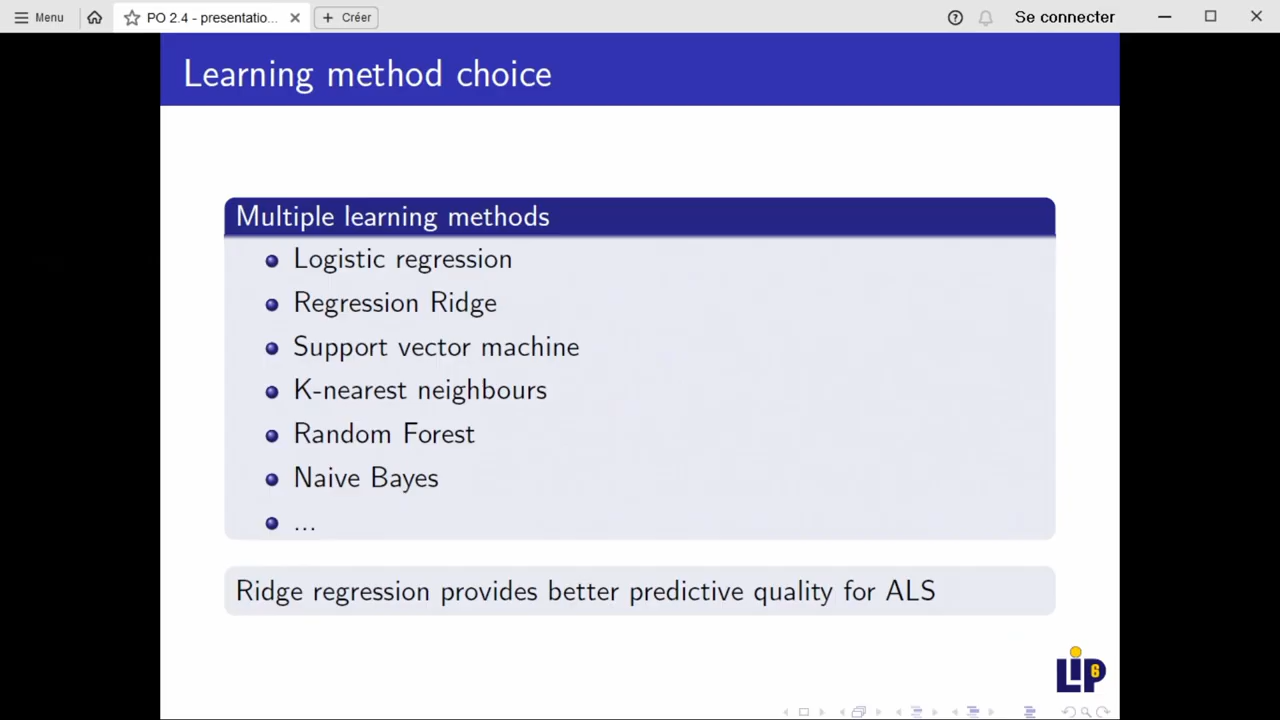 Menu
PO 2.4 - presentatio...
Créer
Se connecter
Learning method choice
Multiple learning methods
Logistic regression
Regression Ridge
Support vector machine
K-nearest neighbours
Random Forest
Naive Bayes
...
Ridge regression provides better predictive quality for ALS
LiP6